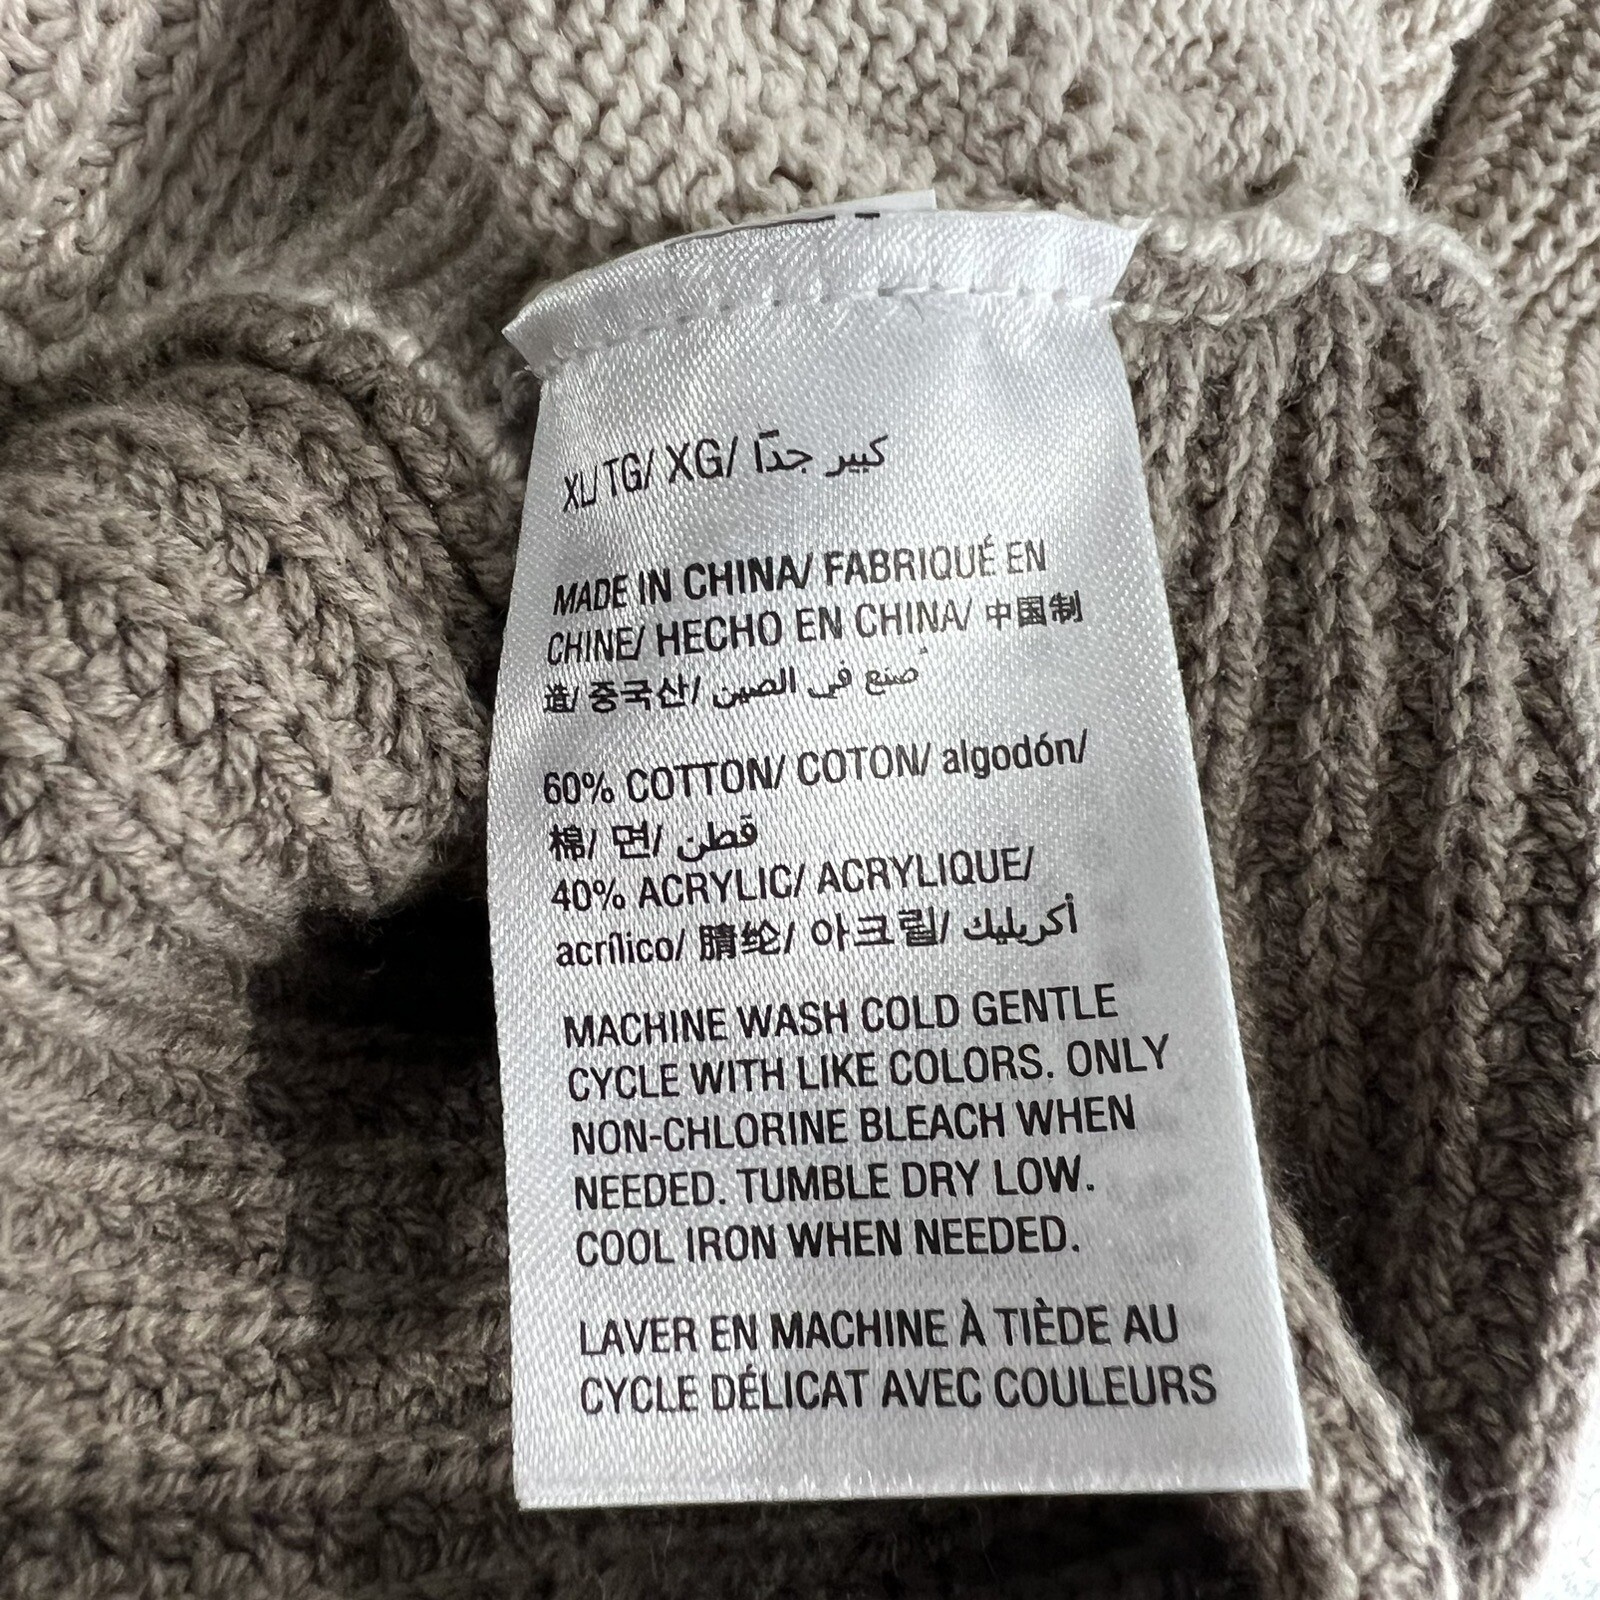 XL/ TG/ XG/ كبير جدًّا
MADE IN CHINA/ FABRIQUÉ EN
CHINE/ HECHO EN CHINA/ 中国制
造/ 중국산/ صنع في الصين
60% COTTON/ COTON/ algodón/
棉/ 면/ قطن
40% ACRYLIC/ ACRYLIQUE/
acrílico/ 腈纶/ 아크릴/ أكريليك
MACHINE WASH COLD GENTLE
CYCLE WITH LIKE COLORS. ONLY
NON-CHLORINE BLEACH WHEN
NEEDED. TUMBLE DRY LOW.
COOL IRON WHEN NEEDED.
LAVER EN MACHINE À TIÈDE AU
CYCLE DÉLICAT AVEC COULEURS